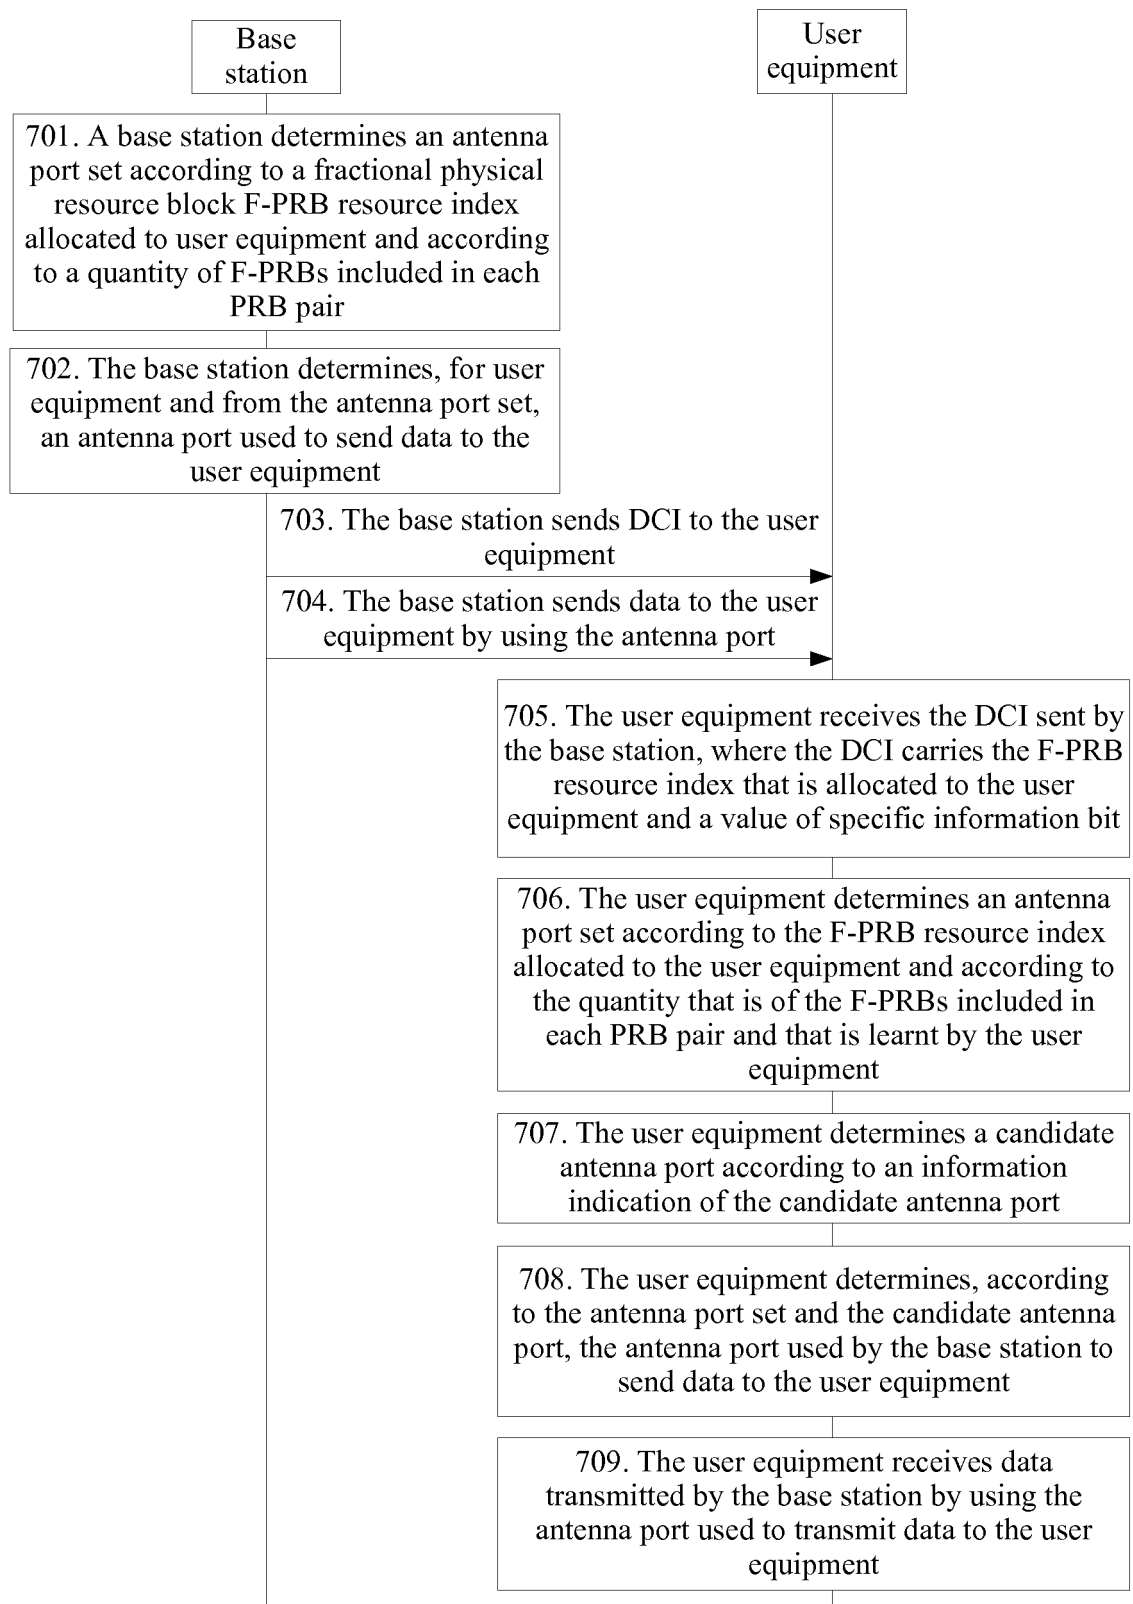 Base
station
User
equipment
701. A base station determines an antenna
port set according to a fractional physical
resource block F-PRB resource index
allocated to user equipment and according
to a quantity of F-PRBs included in each
PRB pair
702. The base station determines, for user
equipment and from the antenna port set,
an antenna port used to send data to the
user equipment
703. The base station sends DCI to the user
equipment
704. The base station sends data to the user
equipment by using the antenna port
705. The user equipment receives the DCI sent by
the base station, where the DCI carries the F-PRB
resource index that is allocated to the user
equipment and a value of specific information bit
706. The user equipment determines an antenna
port set according to the F-PRB resource index
allocated to the user equipment and according to
the quantity that is of the F-PRBs included in
each PRB pair and that is learnt by the user
equipment
707. The user equipment determines a candidate
antenna port according to an information
indication of the candidate antenna port
708. The user equipment determines, according
to the antenna port set and the candidate antenna
port, the antenna port used by the base station to
send data to the user equipment
709. The user equipment receives data
transmitted by the base station by using the
antenna port used to transmit data to the user
equipment